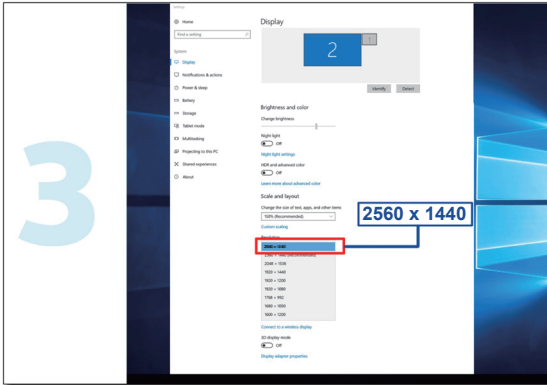 3
Settings
Home
Find a setting
System
Display
Notifications & actions
Power & sleep
Battery
Storage
Tablet mode
Multitasking
Projecting to this PC
Shared experiences
About
Display
2
1
Identify
Detect
Brightness and color
Change brightness
Night light
Off
Night light settings
HDR and advanced color
Off
Learn more about advanced color
Scale and layout
Change the size of text, apps, and other items
100% (Recommended)
Custom scaling
Resolution
2560 × 1440 (Recommended)
2048 × 1536
1920 × 1440
1920 × 1200
1920 × 1080
1680 × 1050
1600 × 1200
Connect to a wireless display
3D display mode
Off
Display adapter properties
2560 x 1440